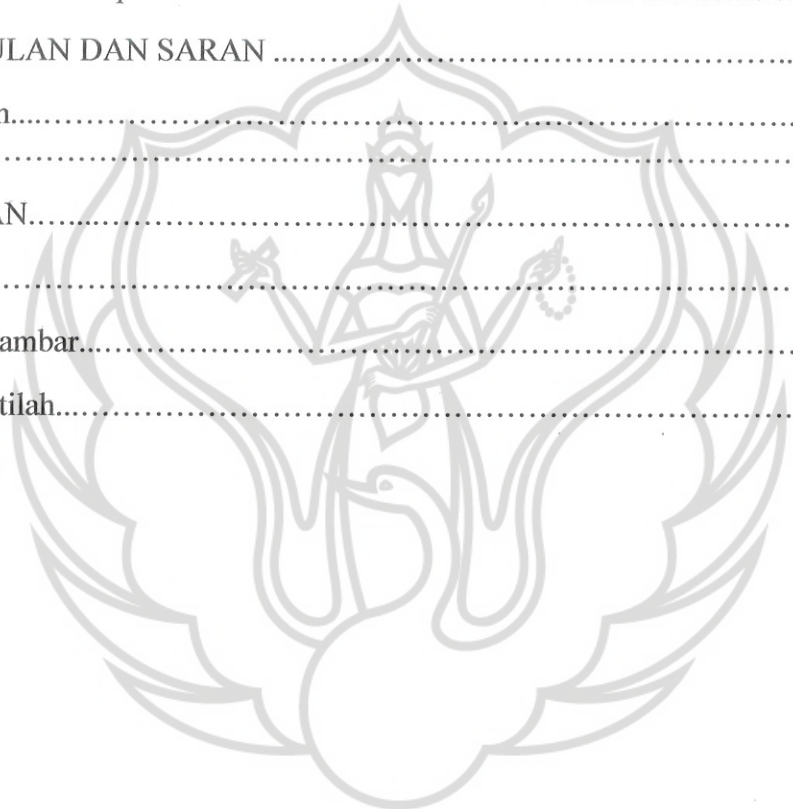 ULAN DAN SARAN ........................................................................
n........................................................................
........................................................................
AN........................................................................
........................................................................
ambar........................................................................
tilah........................................................................